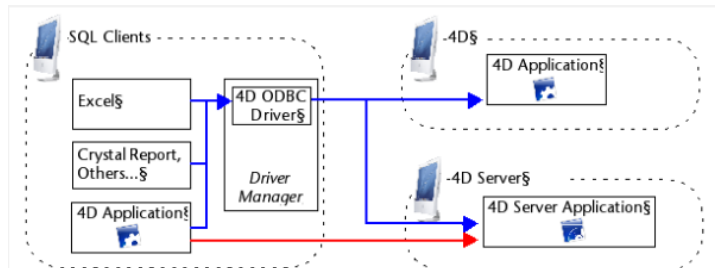 SQL Clients
Excel§
Crystal Report,
Others...§
4D Application§
4D ODBC
Driver§
Driver
Manager
-4D§
4D Application§
-4D Server§
4D Server Application§